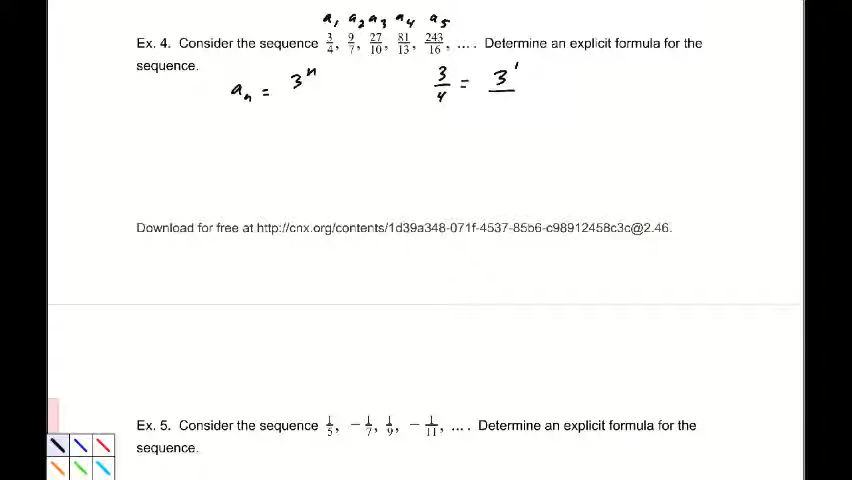 a₁ a₂ a₃ a₄ a₅
Ex. 4. Consider the sequence 3/4, 9/7, 27/10, 81/13, 243/16, .... Determine an explicit formula for the
sequence.
aₙ = 3ⁿ 3/4 = 3¹
Download for free at http://cnx.org/contents/1d39a348-071f-4537-85b6-c98912458c3c@2.46.
Ex. 5. Consider the sequence 1/5, −1/7, 1/9, −1/11, .... Determine an explicit formula for the
sequence.